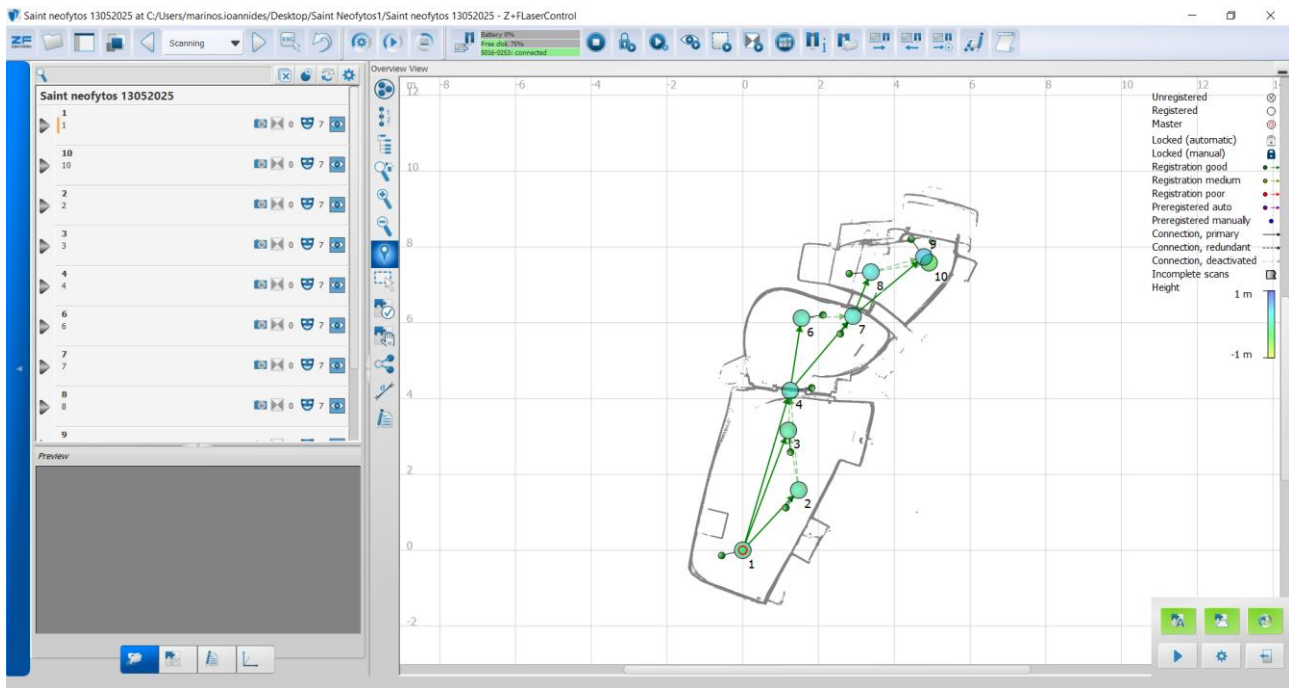 Saint neofytos 13052025 at C:/Users/marinos.ioannides/Desktop/Saint Neofytos1/Saint neofytos 13052025 - Z+FLaserControl
Scanning
Battery 0%
Free disk 75%
5016-0253: connected
Overview View
Saint neofytos 13052025
1
1 0 7
10
10 0 7
2
2 0 7
3
3 0 7
4
4 0 7
6
6 0 7
7
7 0 7
8
8 0 7
9
Preview
m -8 -6 -4 -2 0 2 4 6 8 10 12
12
10
8
6
4
2
0
-2
9
10
8
7
6
4
3
2
1
Unregistered
Registered
Master
Locked (automatic)
Locked (manual)
Registration good
Registration medium
Registration poor
Preregistered auto
Preregistered manually
Connection, primary
Connection, redundant
Connection, deactivated
Incomplete scans
Height
1 m
-1 m